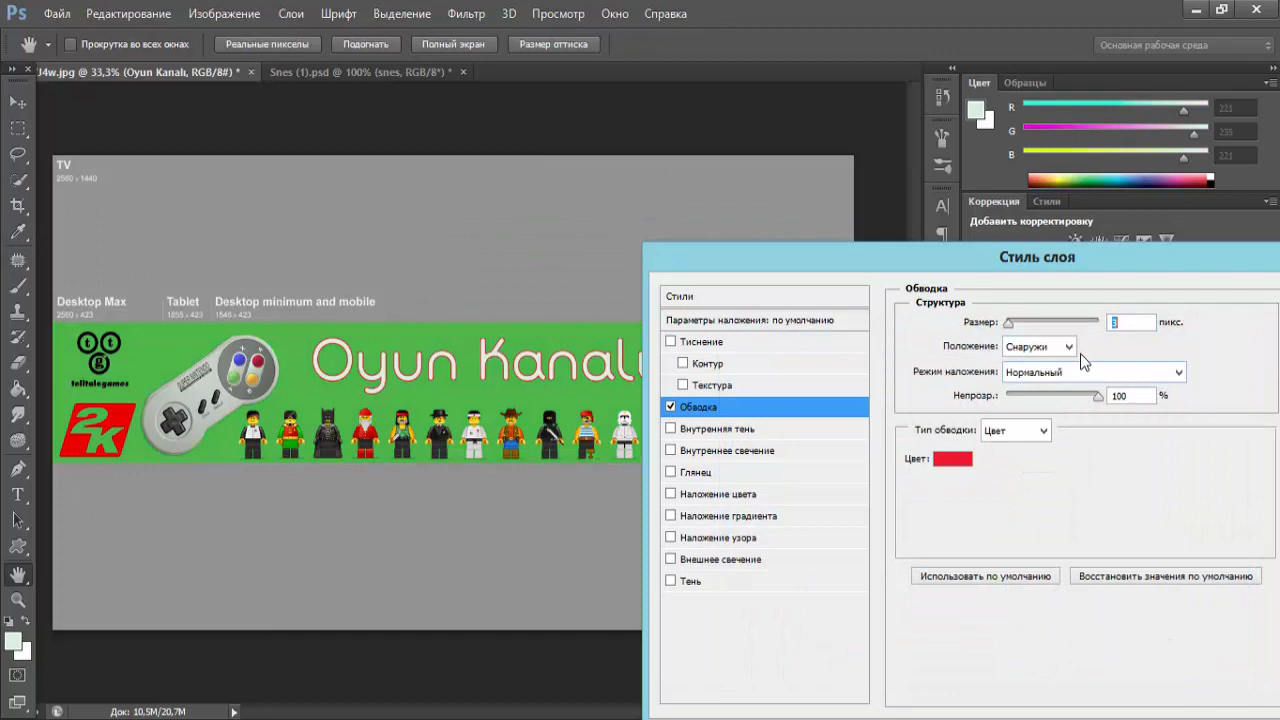 Ps Файл Редактирование Изображение Слои Шрифт Выделение Фильтр 3D Просмотр Окно Справка
Прокрутка во всех окнах Реальные пикселы Подогнать Полный экран Размер оттиска Основная рабочая среда
J4w.jpg @ 33,3% (Oyun Kanalı, RGB/8#) * × Snes (1).psd @ 100% (snes, RGB/8*) * ×
Цвет Образцы
R 221
G 235
B 221
Коррекция Стили
Добавить корректировку
TV
2560 x 1440
Desktop Max Tablet Desktop minimum and mobile
2560 x 423 1855 x 423 1546 x 423
t t
g
telltalegames
2K
Oyun Kanalı
Стиль слоя
Стили
Параметры наложения: по умолчанию
Тиснение
Контур
Текстура
Обводка
Внутренняя тень
Внутреннее свечение
Глянец
Наложение цвета
Наложение градиента
Наложение узора
Внешнее свечение
Тень
Обводка
Структура
Размер: 3 пикс.
Положение: Снаружи
Режим наложения: Нормальный
Непрозр.: 100 %
Тип обводки: Цвет
Цвет:
Использовать по умолчанию Восстановить значения по умолчанию
Док: 10,5M/20,7M